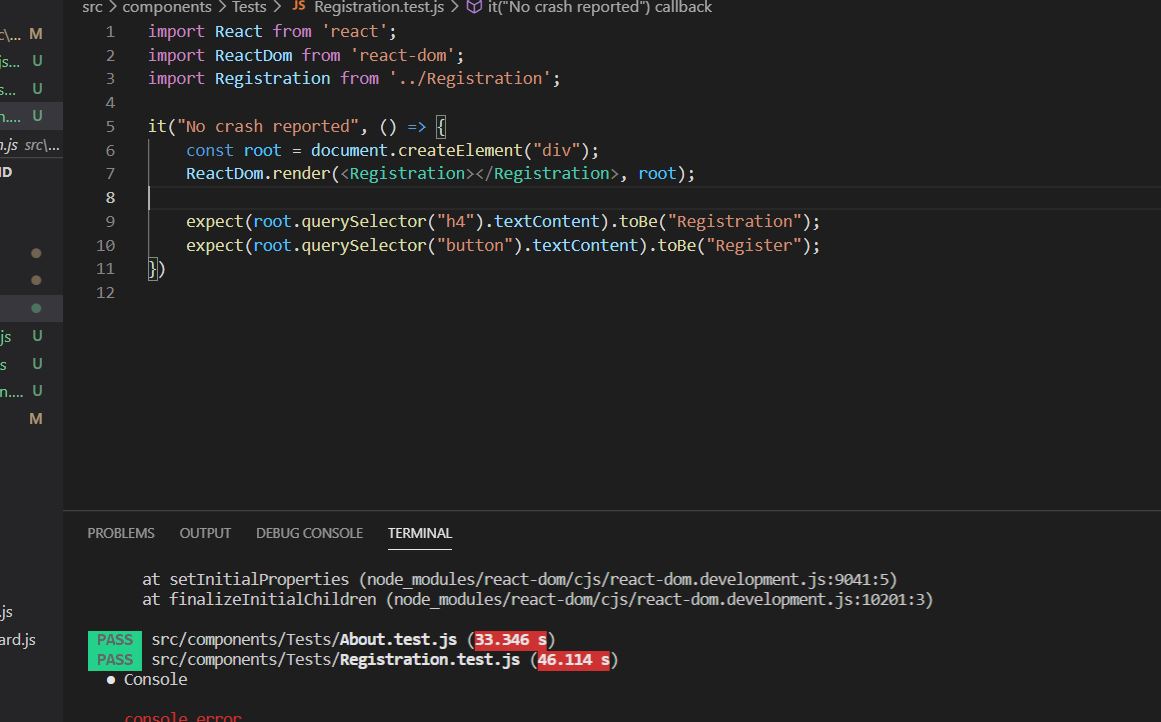 src > components > Tests > JS Registration.test.js > it("No crash reported") callback
c\... M
js... U
s... U
n.... U
n.js src\...
ND
js U
s U
n.... U
M
.js
ard.js
1 import React from 'react';
2 import ReactDom from 'react-dom';
3 import Registration from '../Registration';
4
5 it("No crash reported", () => {
6 const root = document.createElement("div");
7 ReactDom.render(<Registration></Registration>, root);
8
9 expect(root.querySelector("h4").textContent).toBe("Registration");
10 expect(root.querySelector("button").textContent).toBe("Register");
11 })
12
PROBLEMS OUTPUT DEBUG CONSOLE TERMINAL
at setInitialProperties (node_modules/react-dom/cjs/react-dom.development.js:9041:5)
at finalizeInitialChildren (node_modules/react-dom/cjs/react-dom.development.js:10201:3)
PASS src/components/Tests/About.test.js (33.346 s)
PASS src/components/Tests/Registration.test.js (46.114 s)
● Console
console.error